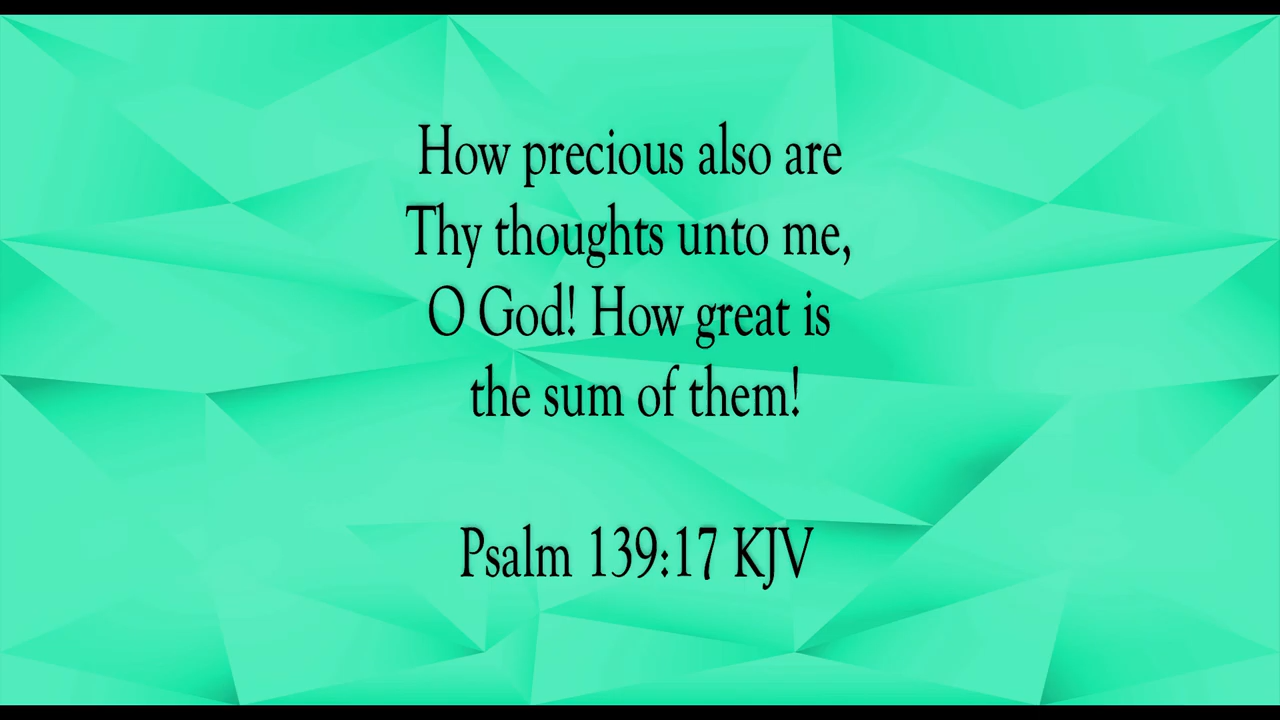 How precious also are
Thy thoughts unto me,
O God! How great is
the sum of them!
Psalm 139:17 KJV